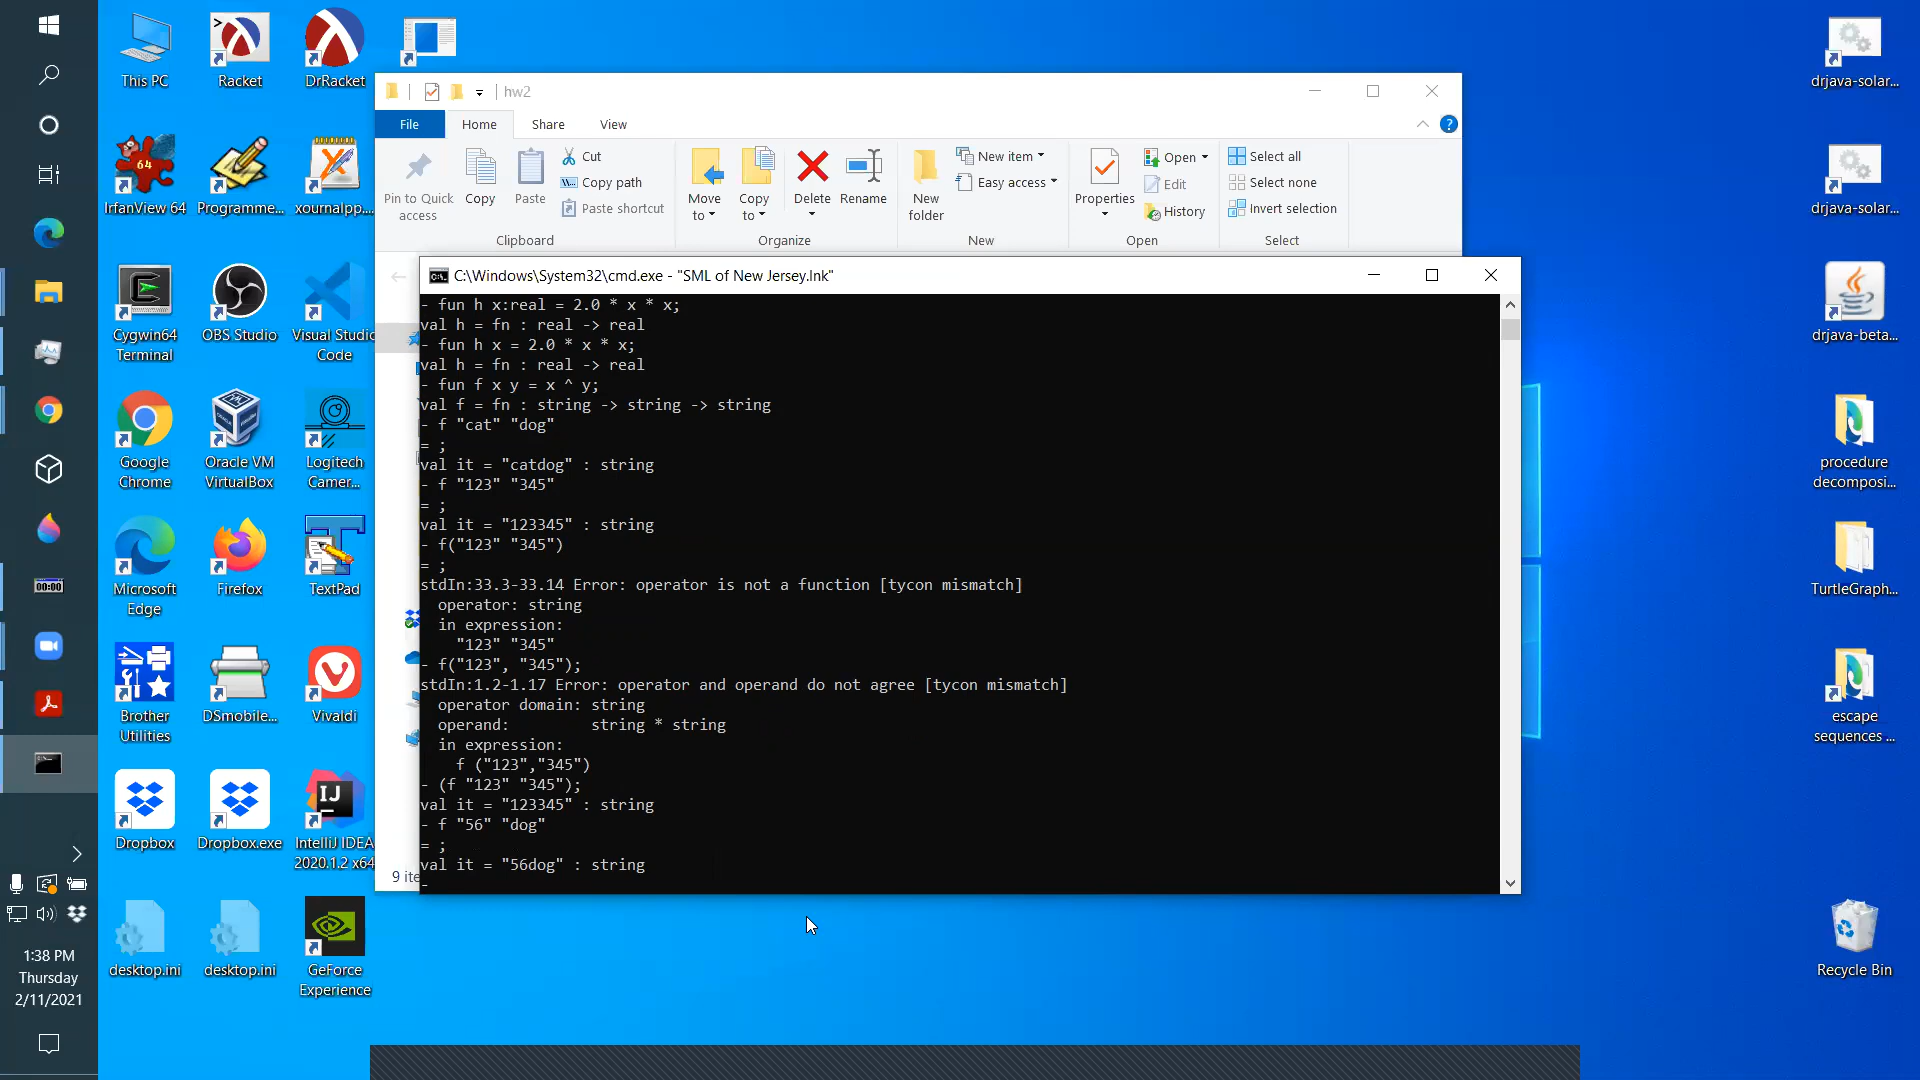 This PC
Racket
DrRacket
IrfanView 64
Programme...
xournalpp....
Cygwin64
Terminal
OBS Studio
Visual Studio
Code
Google
Chrome
Oracle VM
VirtualBox
Logitech
Camer...
Microsoft
Edge
Firefox
TextPad
Brother
Utilities
DSmobile...
Vivaldi
Dropbox
Dropbox.exe
IntelliJ IDEA
2020.1.2 x64
desktop.ini
desktop.ini
GeForce
Experience
00:00
1:38 PM
Thursday
2/11/2021
hw2
File
Home
Share
View
Pin to Quick
access
Copy
Paste
Cut
Copy path
Paste shortcut
Clipboard
Move
to
Copy
to
Delete
Rename
Organize
New
folder
New item
Easy access
New
Properties
Open
Edit
History
Open
Select all
Select none
Invert selection
Select
9 ite
C:\Windows\System32\cmd.exe - "SML of New Jersey.lnk"
- fun h x:real = 2.0 * x * x;
val h = fn : real -> real
- fun h x = 2.0 * x * x;
val h = fn : real -> real
- fun f x y = x ^ y;
val f = fn : string -> string -> string
- f "cat" "dog"
= ;
val it = "catdog" : string
- f "123" "345"
= ;
val it = "123345" : string
- f("123" "345")
= ;
stdIn:33.3-33.14 Error: operator is not a function [tycon mismatch]
operator: string
in expression:
"123" "345"
- f("123", "345");
stdIn:1.2-1.17 Error: operator and operand do not agree [tycon mismatch]
operator domain: string
operand:         string * string
in expression:
f ("123","345")
- (f "123" "345");
val it = "123345" : string
- f "56" "dog"
= ;
val it = "56dog" : string
-
drjava-solar...
drjava-solar...
drjava-beta...
procedure
decomposi...
TurtleGraph...
escape
sequences ...
Recycle Bin